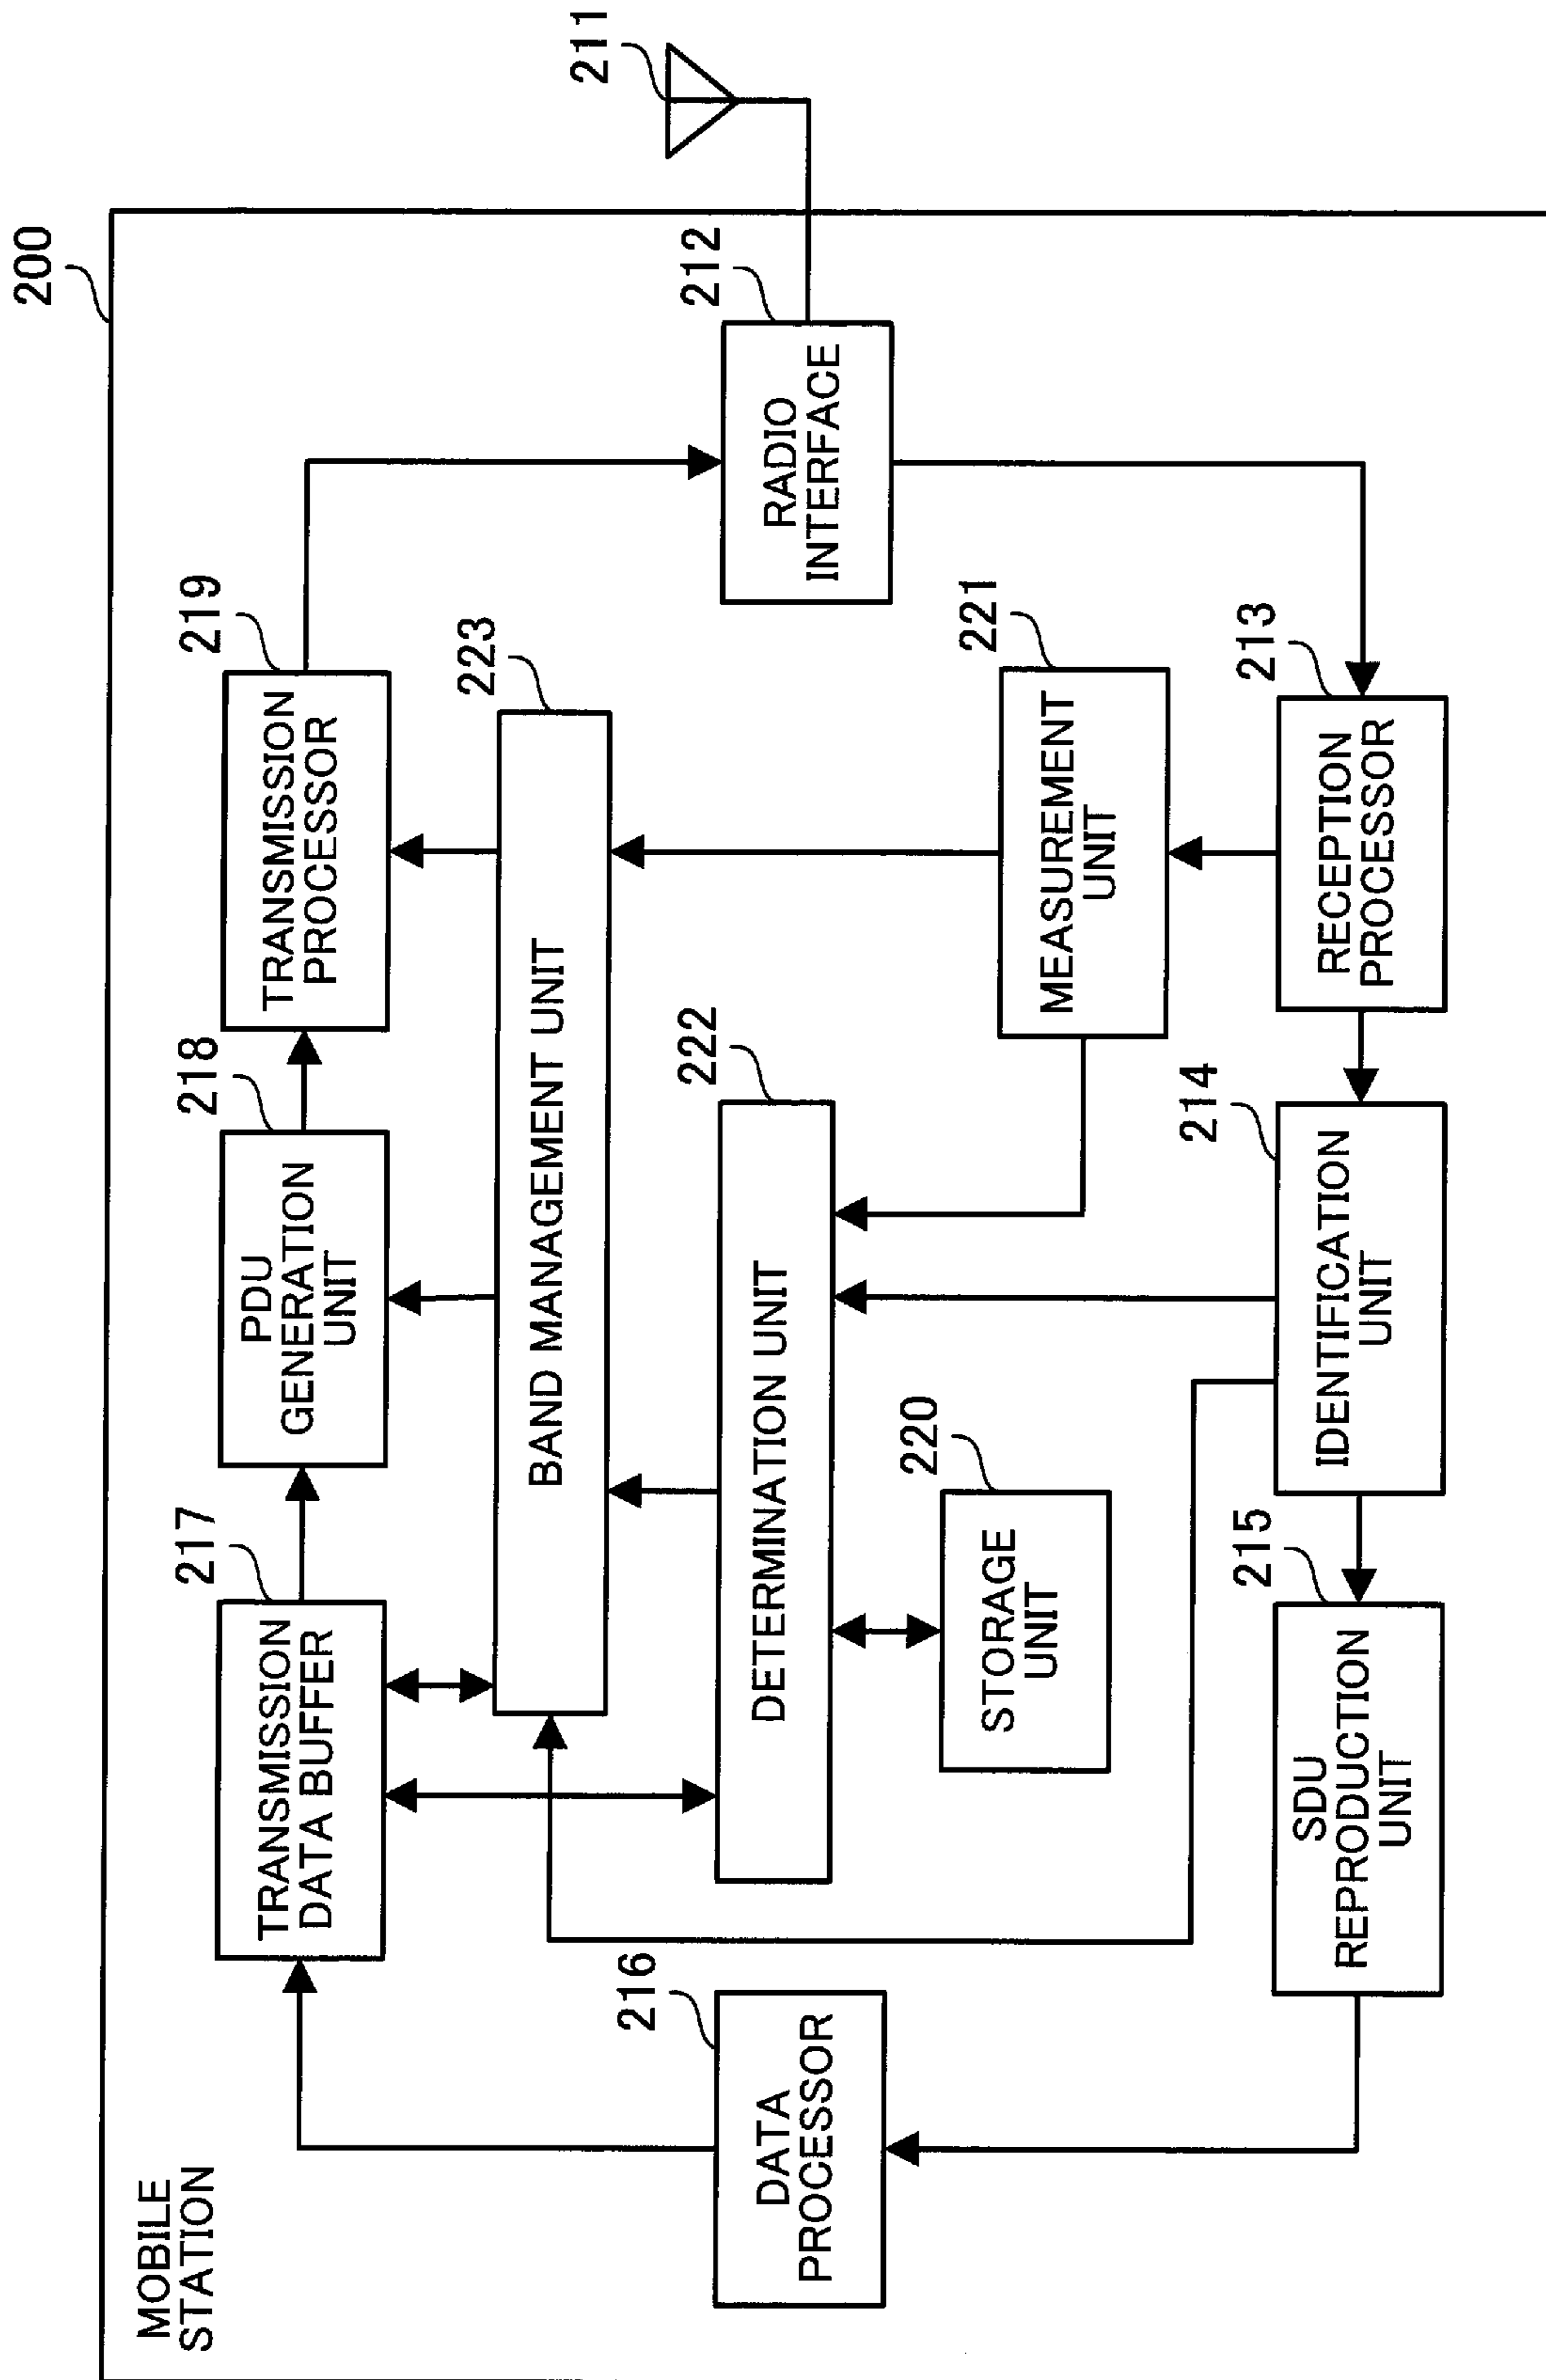 200
MOBILE
STATION
217
TRANSMISSION
DATA BUFFER
218
PDU
GENERATION
UNIT
219
TRANSMISSION
PROCESSOR
223
BAND MANAGEMENT UNIT
211
216
DATA
PROCESSOR
222
DETERMINATION UNIT
212
RADIO
INTERFACE
220
STORAGE
UNIT
221
MEASUREMENT
UNIT
215
SDU
REPRODUCTION
UNIT
214
IDENTIFICATION
UNIT
213
RECEPTION
PROCESSOR